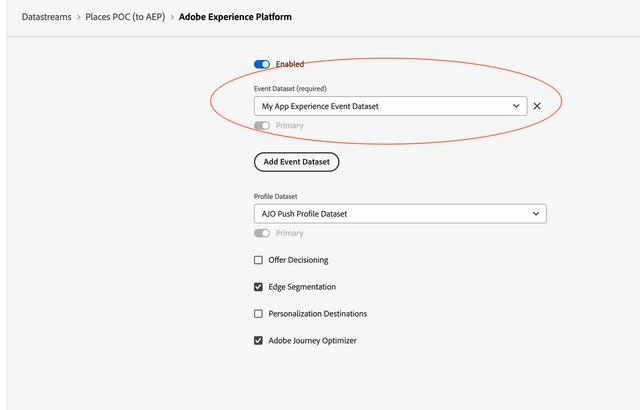 Datastreams > Places POC (to AEP) > Adobe Experience Platform
Enabled
Event Dataset (required)
My App Experience Event Dataset
Primary
Add Event Dataset
Profile Dataset
AJO Push Profile Dataset
Primary
Offer Decisioning
Edge Segmentation
Personalization Destinations
Adobe Journey Optimizer